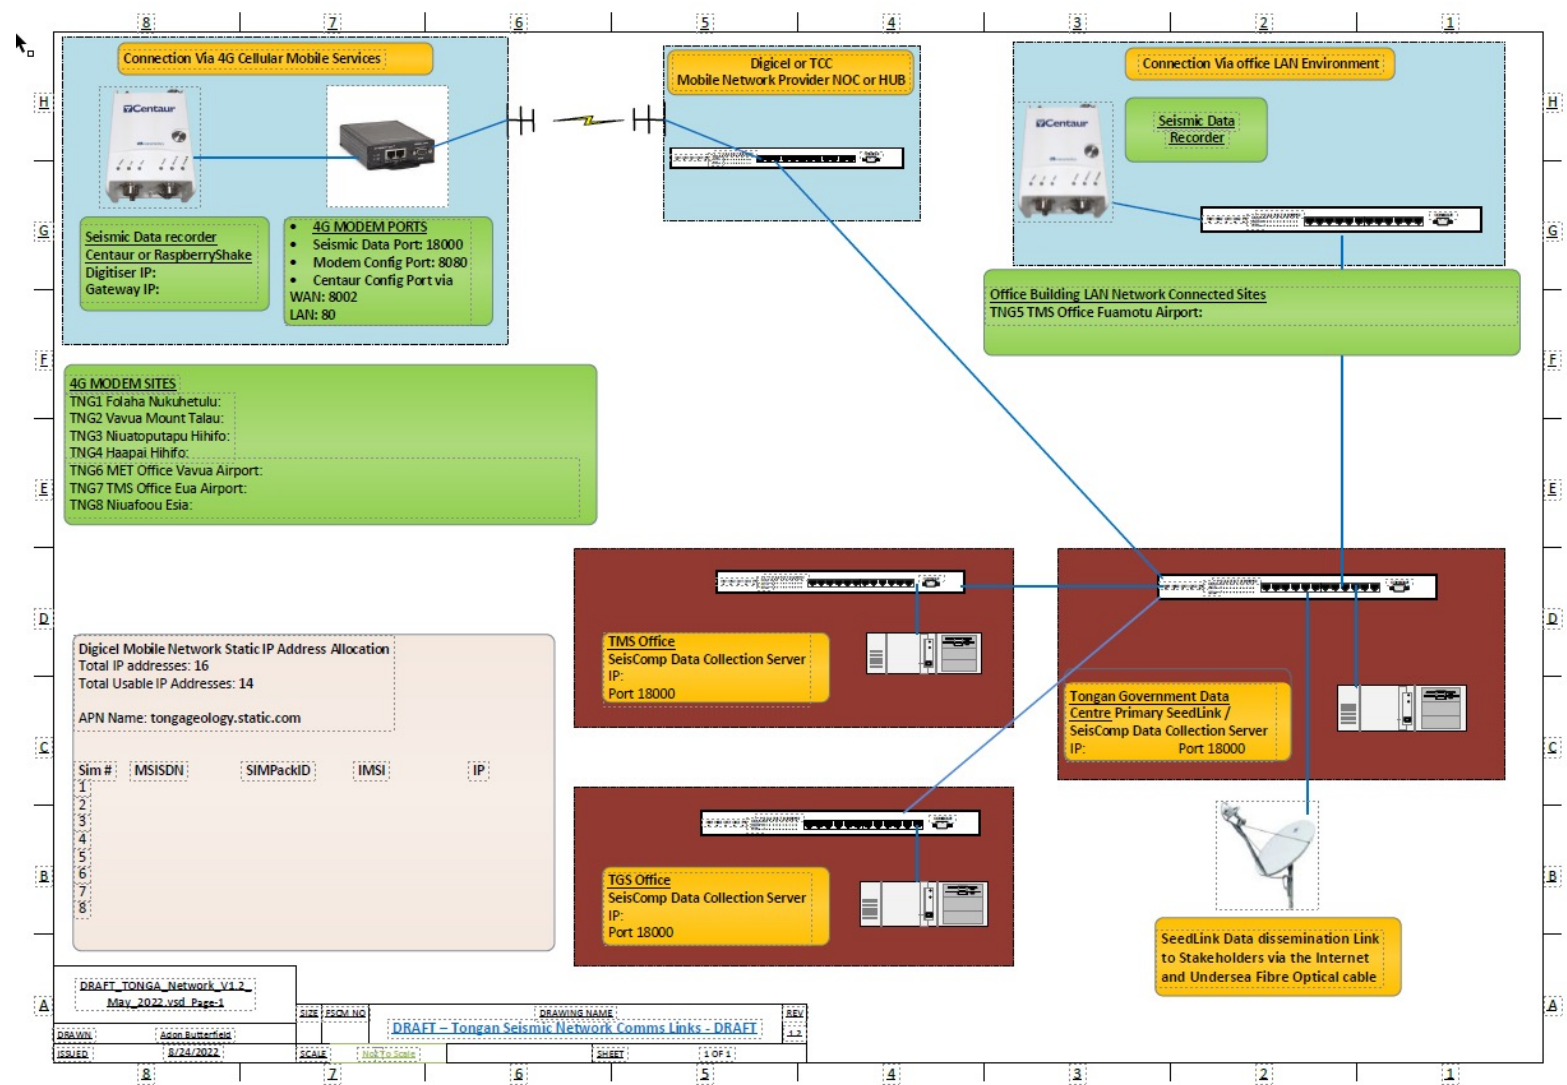 8 7 6 5 4 3 2 1
H
G
F
E
D
C
B
A
Connection Via 4G Cellular Mobile Services
Centaur
Seismic Data recorder
Centaur or RaspberryShake
Digitiser IP:
Gateway IP:
• 4G MODEM PORTS
• Seismic Data Port: 18000
• Modem Config Port: 8080
• Centaur Config Port via
WAN: 8002
LAN: 80
Digicel or TCC
Mobile Network Provider NOC or HUB
Connection Via office LAN Environment
Centaur
Seismic Data
Recorder
Office Building LAN Network Connected Sites
TNG5 TMS Office Fuamotu Airport:
4G MODEM SITES
TNG1 Folaha Nukuhetulu:
TNG2 Vavua Mount Talau:
TNG3 Niuatoputapu Hihifo:
TNG4 Haapai Hihifo:
TNG6 MET Office Vavua Airport:
TNG7 TMS Office Eua Airport:
TNG8 Niuafoou Esia:
TMS Office
SeisComp Data Collection Server
IP:
Port 18000
Tongan Government Data
Centre Primary SeedLink /
SeisComp Data Collection Server
IP: Port 18000
Digicel Mobile Network Static IP Address Allocation
Total IP addresses: 16
Total Usable IP Addresses: 14
APN Name: tongageology.static.com
Sim # MSISDN SIMPackID IMSI IP
1
2
3
4
5
6
7
8
TGS Office
SeisComp Data Collection Server
IP:
Port 18000
SeedLink Data dissemination Link
to Stakeholders via the Internet
and Undersea Fibre Optical cable
DRAFT_TONGA_Network_V1.2_
May_2022.vsd Page-1
DRAWN Adon Butterfield
ISSUED 8/24/2022
SIZE FSCM NO DRAWING NAME REV
DRAFT – Tongan Seismic Network Comms Links - DRAFT 1.2
SCALE Not To Scale SHEET 1 OF 1
8 7 6 5 4 3 2 1
H
G
F
E
D
C
B
A